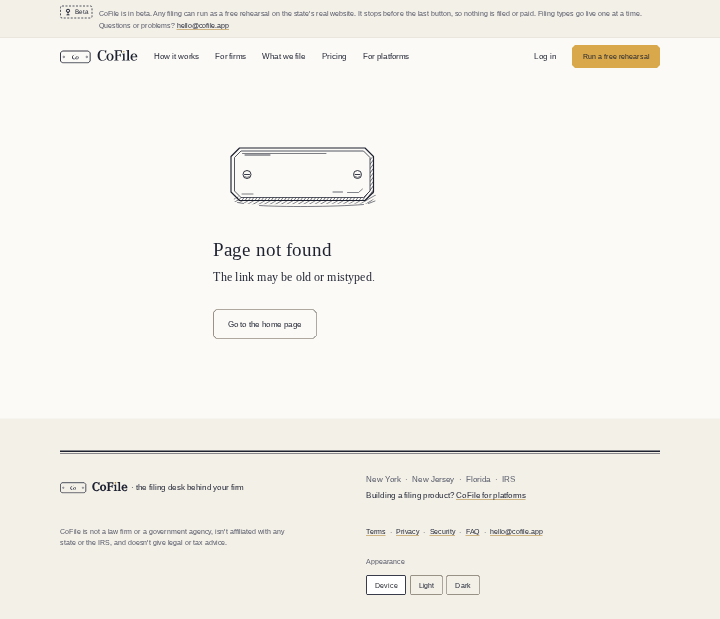 Beta
CoFile is in beta. Any filing can run as a free rehearsal on the state's real website. It stops before the last button, so nothing is filed or paid. Filing types go live one at a time.
Questions or problems? hello@cofile.app
Co CoFile How it works For firms What we file Pricing For platforms Log in Run a free rehearsal
Page not found
The link may be old or mistyped.
Go to the home page
Co CoFile · the filing desk behind your firm
CoFile is not a law firm or a government agency, isn't affiliated with any
state or the IRS, and doesn't give legal or tax advice.
New York · New Jersey · Florida · IRS
Building a filing product? CoFile for platforms
Terms · Privacy · Security · FAQ · hello@cofile.app
Appearance
Device Light Dark